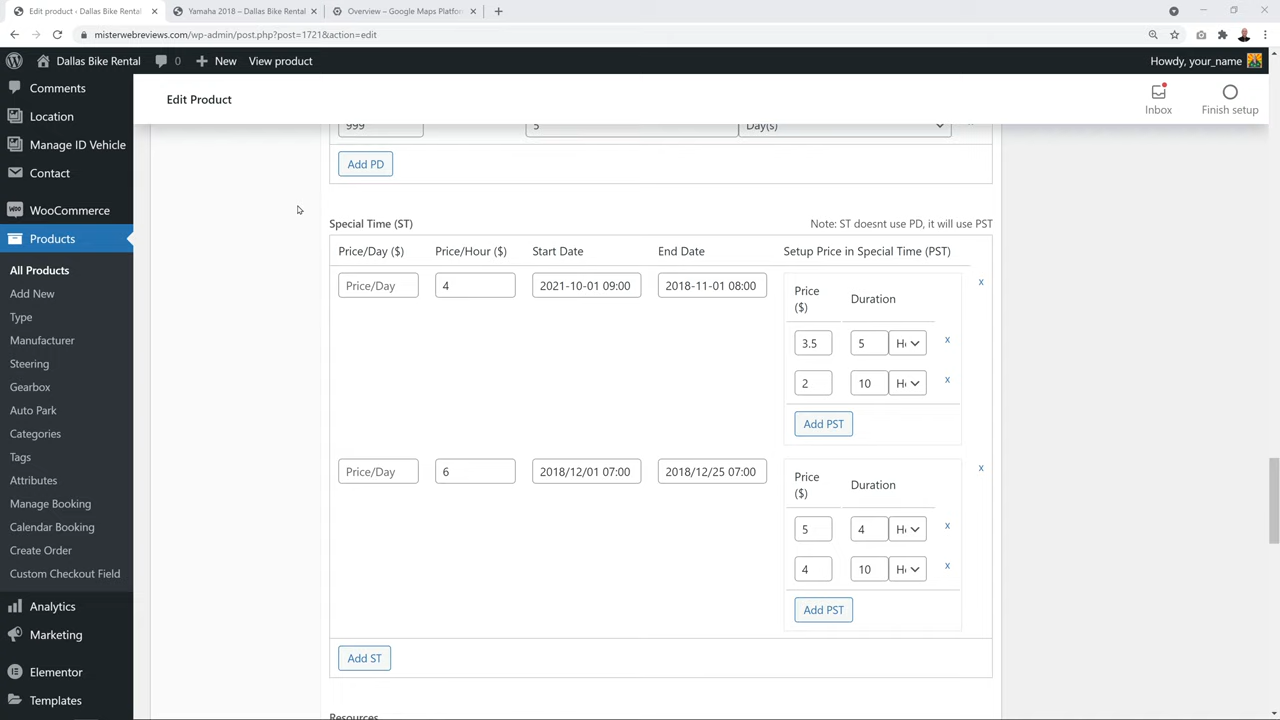 Edit product ‹ Dallas Bike Rental
Yamaha 2018 – Dallas Bike Rental
Overview – Google Maps Platfor
misterwebreviews.com/wp-admin/post.php?post=1721&action=edit
Dallas Bike Rental
0
New
View product
Howdy, your_name
Comments
Location
Manage ID Vehicle
Contact
WooCommerce
Products
All Products
Add New
Type
Manufacturer
Steering
Gearbox
Auto Park
Categories
Tags
Attributes
Manage Booking
Calendar Booking
Create Order
Custom Checkout Field
Analytics
Marketing
Elementor
Templates
Edit Product
Inbox
Finish setup
999 5 Day(s)
Add PD
Special Time (ST) Note: ST doesnt use PD, it will use PST
Price/Day ($) Price/Hour ($) Start Date End Date Setup Price in Special Time (PST)
Price/Day 4 2021-10-01 09:00 2018-11-01 08:00 x
Price
($)
Duration
3.5 5 x
2 10 x
Add PST
Price/Day 6 2018/12/01 07:00 2018/12/25 07:00 x
Price
($)
Duration
5 4 x
4 10 x
Add PST
Add ST
Resources